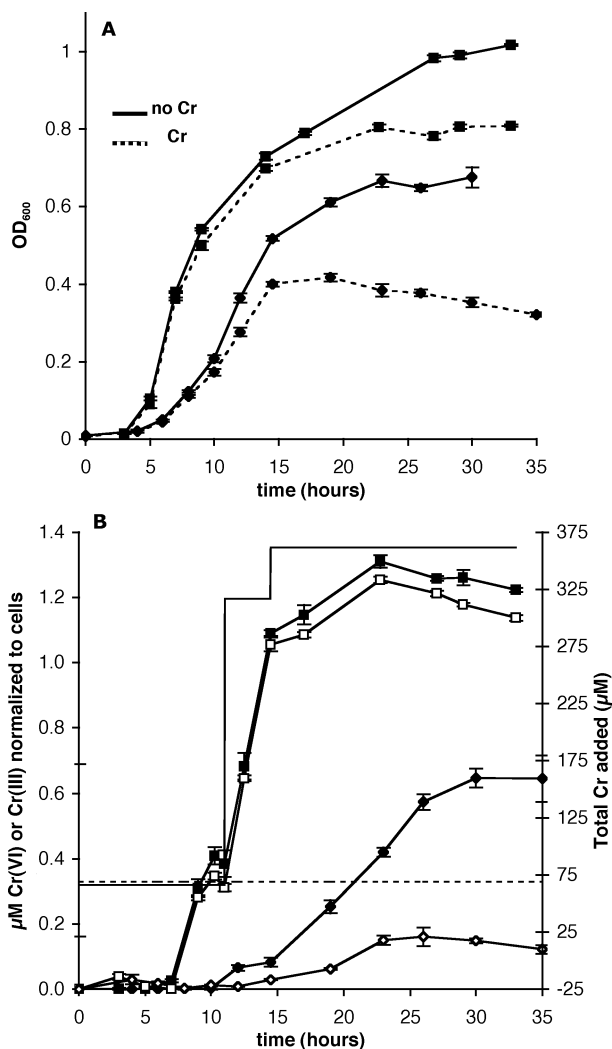 A
1
no Cr
Cr
0.8
0.6
OD600
0.4
0.2
0
0 5 10 15 20 25 30 35
time (hours)
B
1.4 375
1.2 325
1.0 275
0.8 225
0.6 175
0.4 125
0.2 75
0.0 25
-25
µM Cr(VI) or Cr(III) normalized to cells
Total Cr added (µM)
0 5 10 15 20 25 30 35
time (hours)